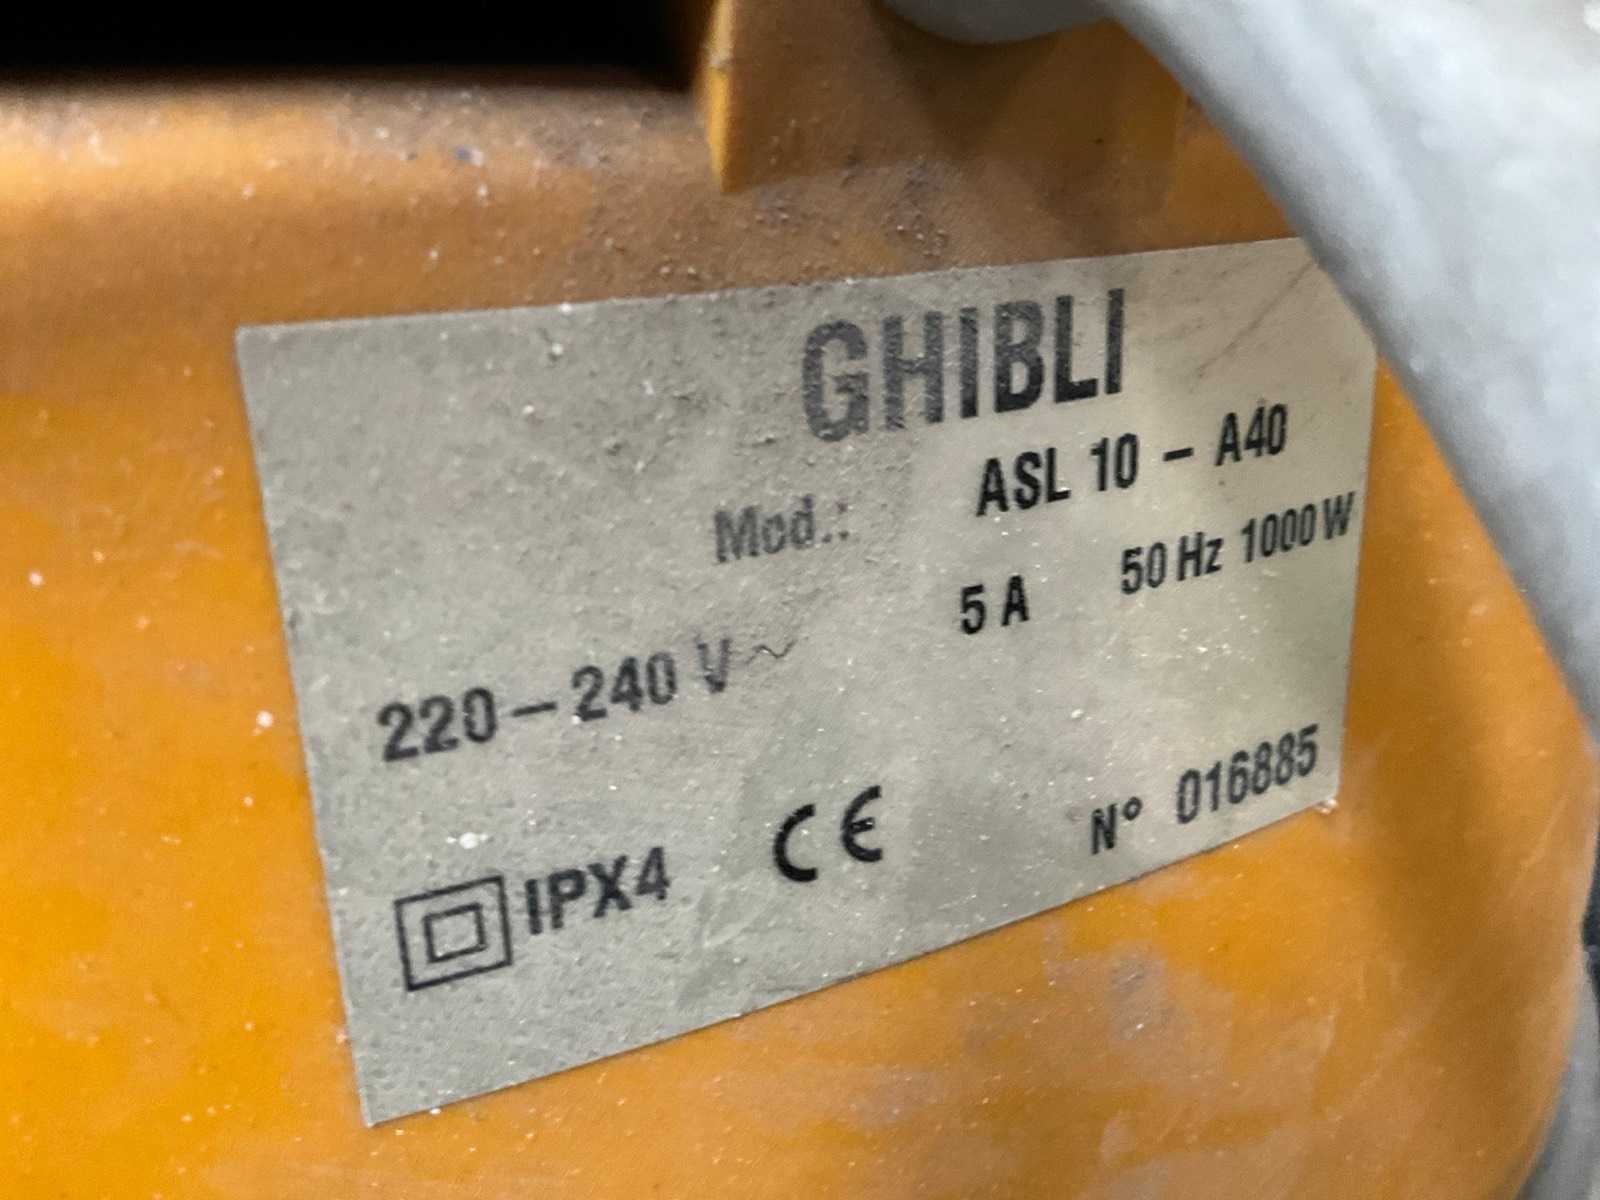 GHIBLI
Mod.: ASL 10 - A40
220-240 V ~ 5 A 50 Hz 1000 W
IPX4 CE N° 016885